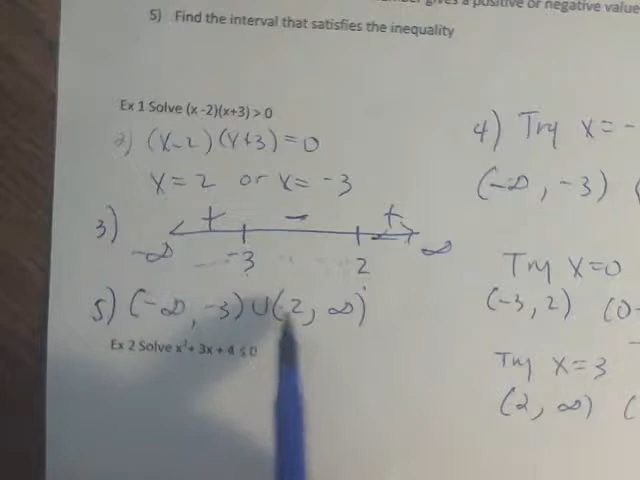 gives a positive or negative value
5) Find the interval that satisfies the inequality
Ex 1 Solve (x -2)(x+3) > 0
2) (x-2)(x+3)=0
x=2 or x= -3
3) + - +
-∞ -3 2 ∞
5) (-∞, -3) ∪ (2, ∞)
Ex 2 Solve x²+ 3x + 4 ≤ 0
4) Try x= -
(-∞, -3) (
Try x=0
(-3, 2) (0-
Try x=3
(2, ∞) (